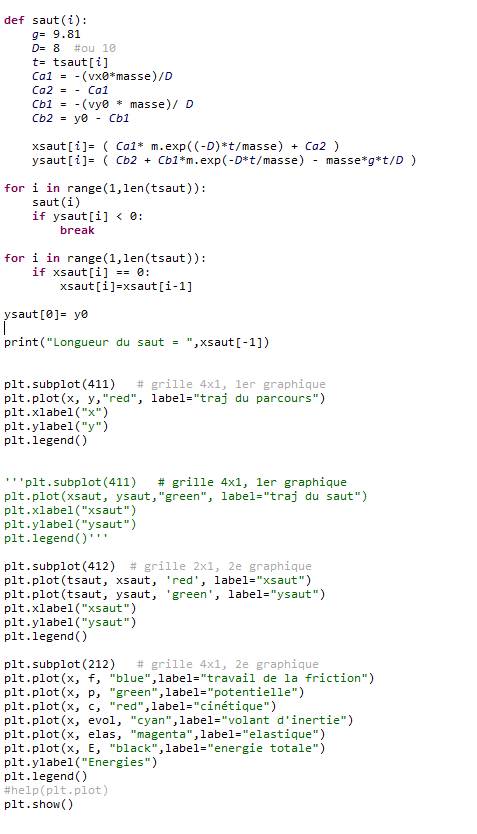 def saut(i):
    g= 9.81
    D= 8  #ou 10
    t= tsaut[i]
    Ca1 = -(vx0*masse)/D
    Ca2 = - Ca1
    Cb1 = -(vy0 * masse)/ D
    Cb2 = y0 - Cb1
    xsaut[i]= ( Ca1* m.exp((-D)*t/masse) + Ca2 )
    ysaut[i]= ( Cb2 + Cb1*m.exp(-D*t/masse) - masse*g*t/D )
for i in range(1,len(tsaut)):
    saut(i)
    if ysaut[i] < 0:
        break
for i in range(1,len(tsaut)):
    if xsaut[i] == 0:
        xsaut[i]=xsaut[i-1]
ysaut[0]= y0
print("Longueur du saut = ",xsaut[-1])
plt.subplot(411)   # grille 4x1, 1er graphique
plt.plot(x, y,"red", label="traj du parcours")
plt.xlabel("x")
plt.ylabel("y")
plt.legend()
'''plt.subplot(411)   # grille 4x1, 1er graphique
plt.plot(xsaut, ysaut,"green", label="traj du saut")
plt.xlabel("xsaut")
plt.ylabel("ysaut")
plt.legend()'''
plt.subplot(412)  # grille 2x1, 2e graphique
plt.plot(tsaut, xsaut, 'red', label="xsaut")
plt.plot(tsaut, ysaut, 'green', label="ysaut")
plt.xlabel("xsaut")
plt.ylabel("ysaut")
plt.legend()
plt.subplot(212)   # grille 4x1, 2e graphique
plt.plot(x, f, "blue",label="travail de la friction")
plt.plot(x, p, "green",label="potentielle")
plt.plot(x, c, "red",label="cinétique")
plt.plot(x, evol, "cyan",label="volant d'inertie")
plt.plot(x, elas, "magenta",label="elastique")
plt.plot(x, E, "black",label="energie totale")
plt.ylabel("Energies")
plt.legend()
#help(plt.plot)
plt.show()